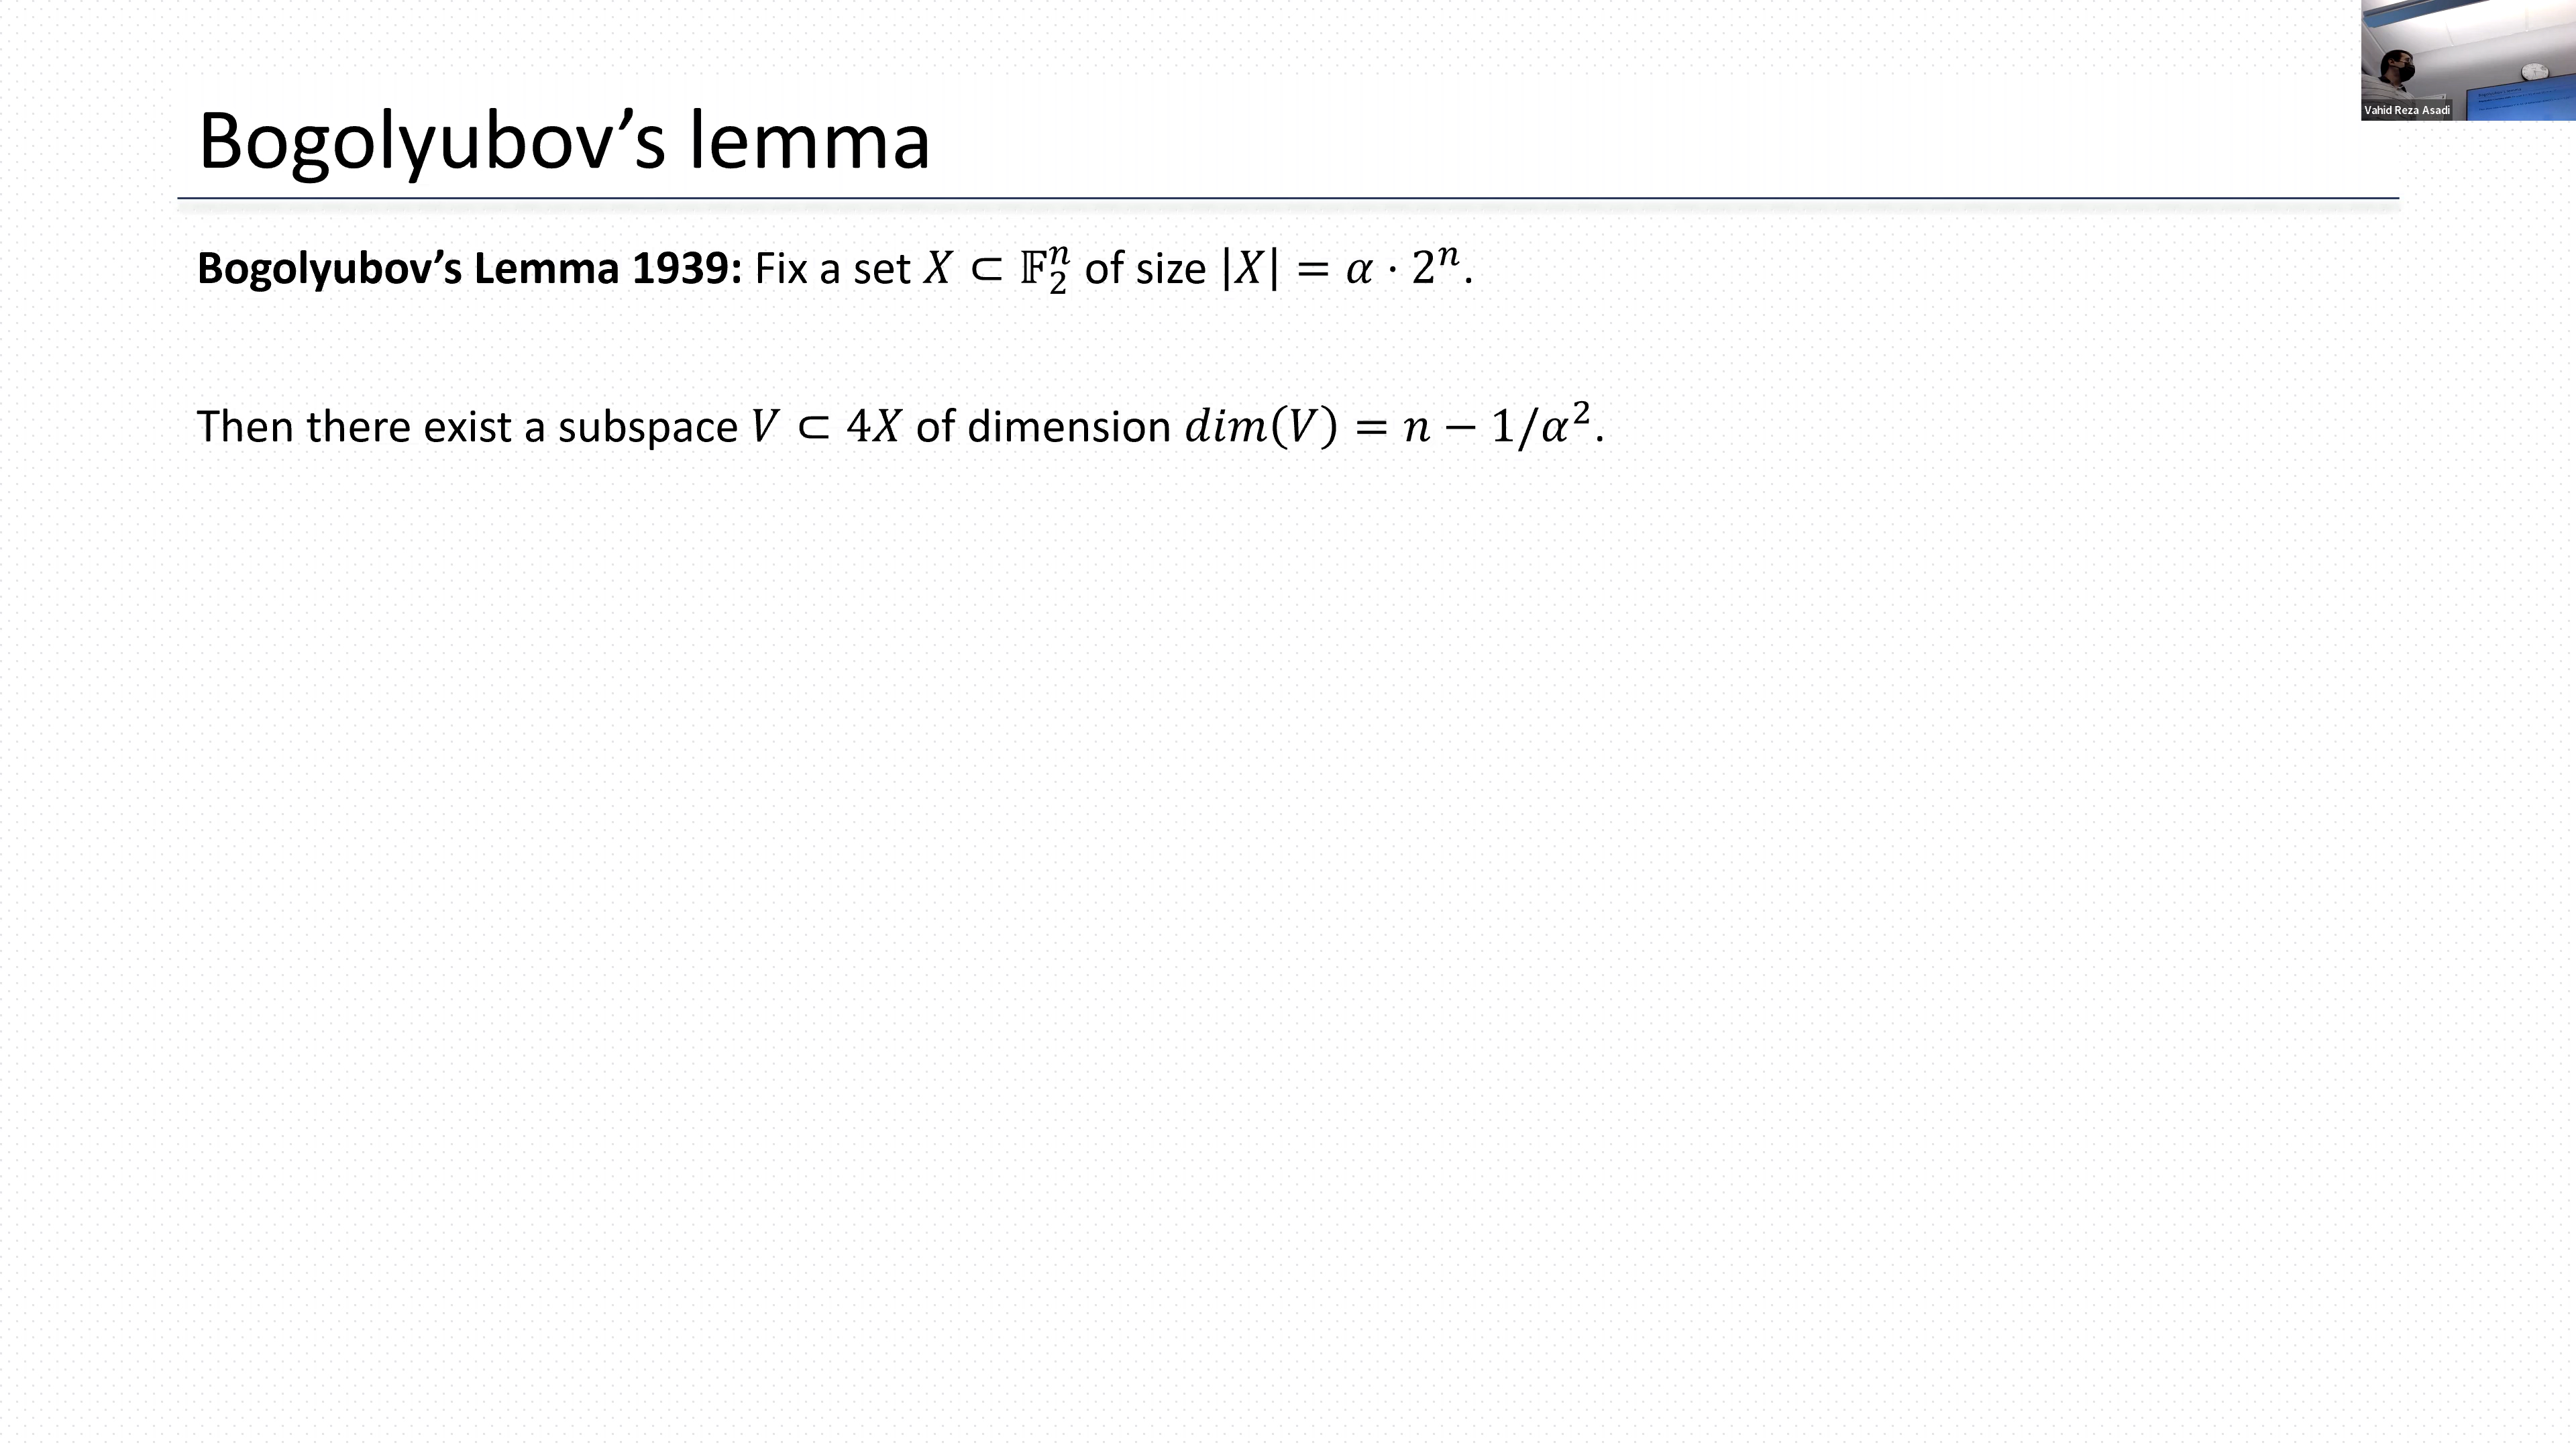 Bogolyubov’s lemma
Vahid Reza Asadi
Bogolyubov’s Lemma 1939: Fix a set 𝑋 ⊂ 𝔽₂ⁿ of size |𝑋| = 𝛼 · 2ⁿ.
Then there exist a subspace 𝑉 ⊂ 4𝑋 of dimension 𝑑𝑖𝑚(𝑉) = 𝑛 − 1/𝛼².